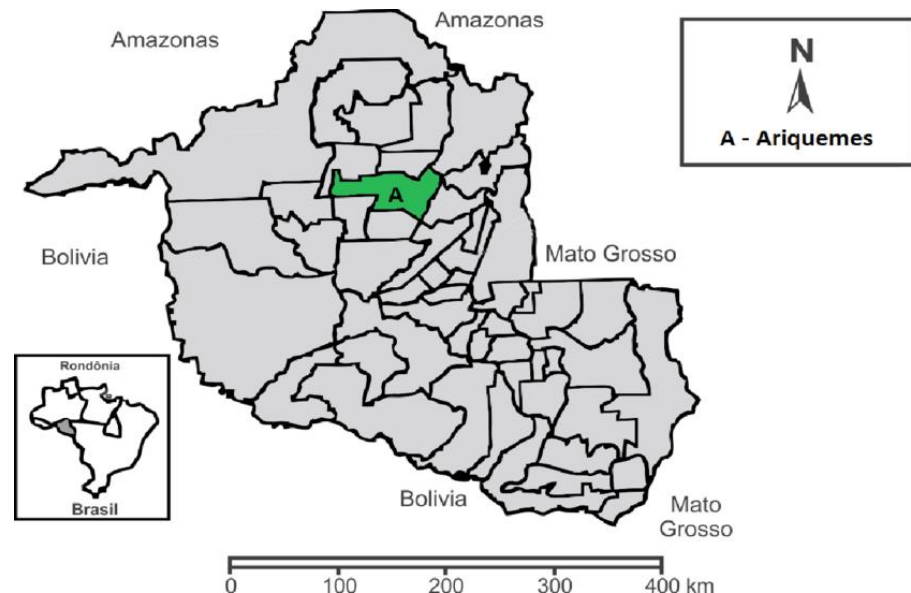 Amazonas
Amazonas
N
A - Ariquemes
A
Bolivia
Mato Grosso
Rondônia
Brasil
Bolivia
Mato
Grosso
0 100 200 300 400 km